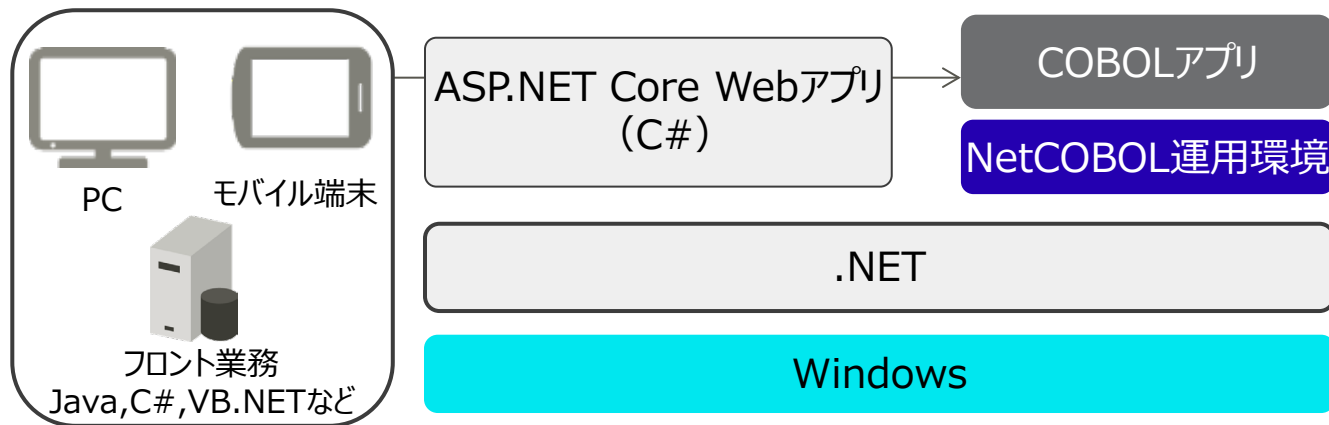 PC
モバイル端末
フロント業務
Java,C#,VB.NETなど
ASP.NET Core Webアプリ
（C#）
COBOLアプリ
NetCOBOL運用環境
.NET
Windows